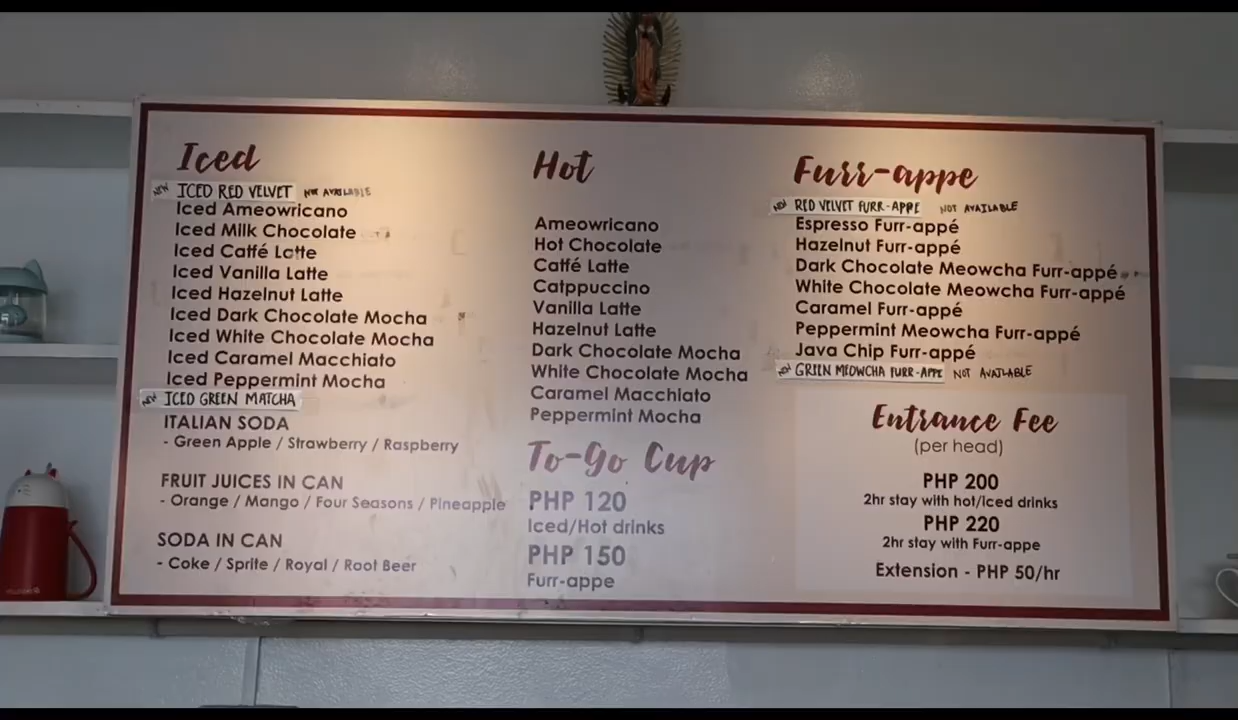 Iced
NEW ICED RED VELVET NOT AVAILABLE
Iced Ameowricano
Iced Milk Chocolate
Iced Caffé Latte
Iced Vanilla Latte
Iced Hazelnut Latte
Iced Dark Chocolate Mocha
Iced White Chocolate Mocha
Iced Caramel Macchiato
Iced Peppermint Mocha
NEW ICED GREEN MATCHA
ITALIAN SODA
- Green Apple / Strawberry / Raspberry
FRUIT JUICES IN CAN
- Orange / Mango / Four Seasons / Pineapple
SODA IN CAN
- Coke / Sprite / Royal / Root Beer
Hot
Ameowricano
Hot Chocolate
Caffé Latte
Catppuccino
Vanilla Latte
Hazelnut Latte
Dark Chocolate Mocha
White Chocolate Mocha
Caramel Macchiato
Peppermint Mocha
To-Go Cup
PHP 120
Iced/Hot drinks
PHP 150
Furr-appe
Furr-appe
NEW RED VELVET FURR-APPE NOT AVAILABLE
Espresso Furr-appé
Hazelnut Furr-appé
Dark Chocolate Meowcha Furr-appé
White Chocolate Meowcha Furr-appé
Caramel Furr-appé
Peppermint Meowcha Furr-appé
Java Chip Furr-appé
NEW GREEN MEOWCHA FURR-APPE NOT AVAILABLE
Entrance Fee
(per head)
PHP 200
2hr stay with hot/iced drinks
PHP 220
2hr stay with Furr-appe
Extension - PHP 50/hr